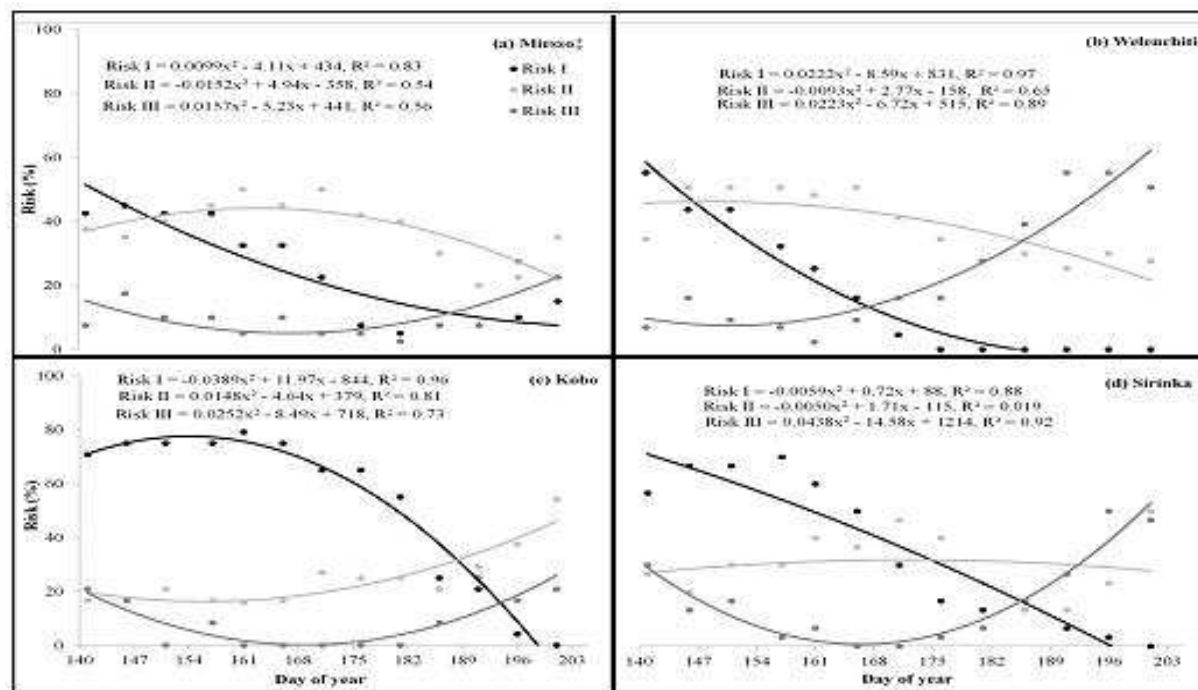 100
(a) Miesso‡
Risk I = 0.0099x² - 4.11x + 434, R² = 0.83
Risk II = -0.0152x² + 4.94x - 358, R² = 0.54
Risk III = 0.0157x² - 5.23x + 441, R² = 0.56
Risk I
Risk II
Risk III
80
60
40
20
0
Risk (%)
(b) Welenchiti
Risk I = 0.0222x² - 8.59x + 831, R² = 0.97
Risk II = -0.0093x² + 2.77x - 158, R² = 0.65
Risk III = 0.0223x² - 6.72x + 515, R² = 0.89
100
(c) Kobo
Risk I = -0.0389x² + 11.97x - 844, R² = 0.96
Risk II = 0.0148x² - 4.64x + 379, R² = 0.81
Risk III = 0.0252x² - 8.49x + 718, R² = 0.73
80
60
40
20
0
Risk (%)
140 147 154 161 168 175 182 189 196 203
Day of year
(d) Sirinka
Risk I = -0.0059x² + 0.72x + 88, R² = 0.88
Risk II = -0.0050x² + 1.71x - 115, R² = 0.019
Risk III = 0.0438x² - 14.58x + 1214, R² = 0.92
140 147 154 161 168 175 182 189 196 203
Day of year